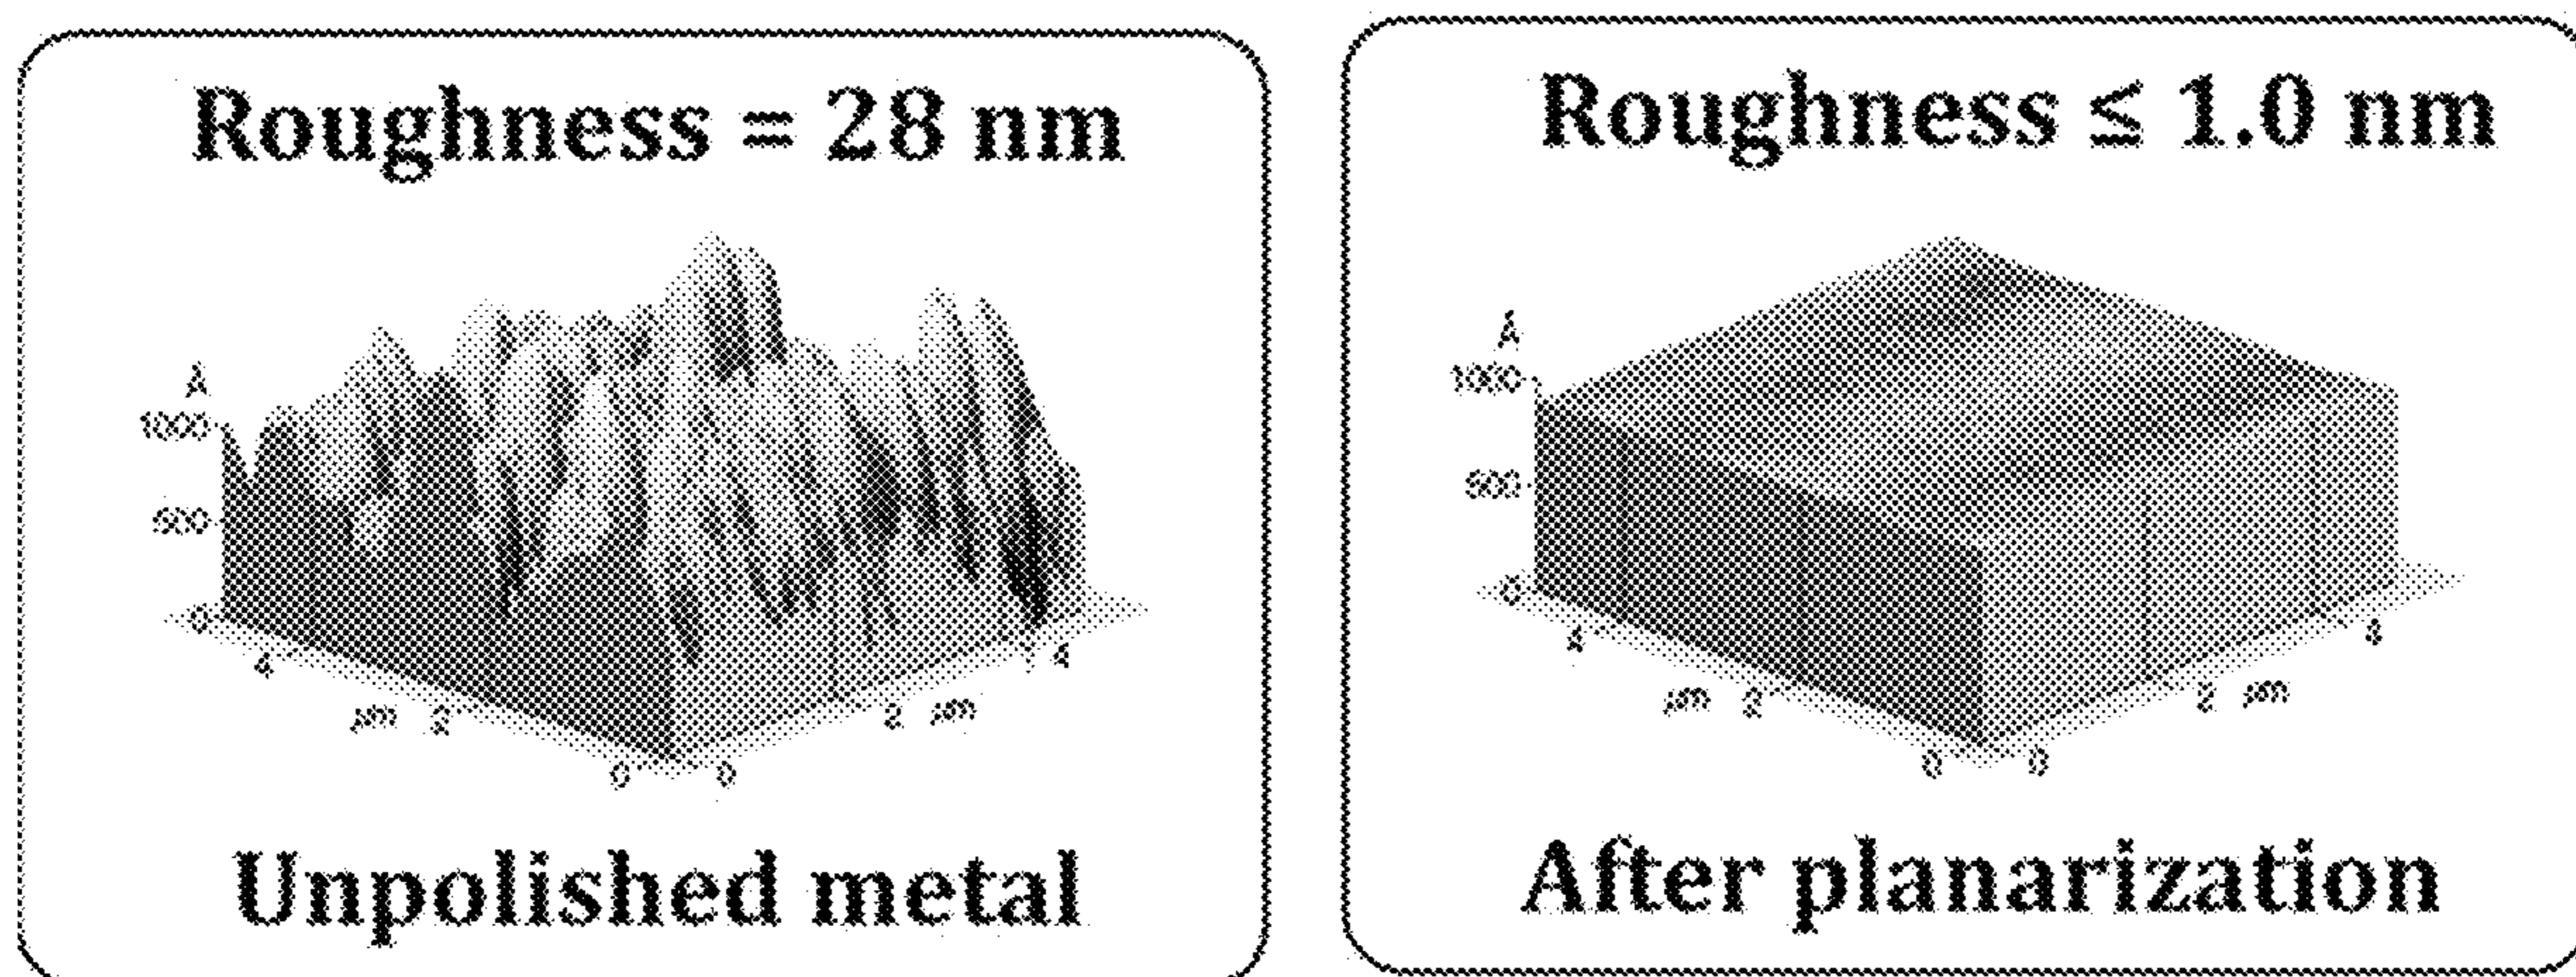 Roughness = 28 nm
Å
1000
500
0
4
µm 2
0
0
2 µm
4
Unpolished metal
Roughness ≤ 1.0 nm
Å
1000
500
0
4
µm 2
0
0
2 µm
4
After planarization